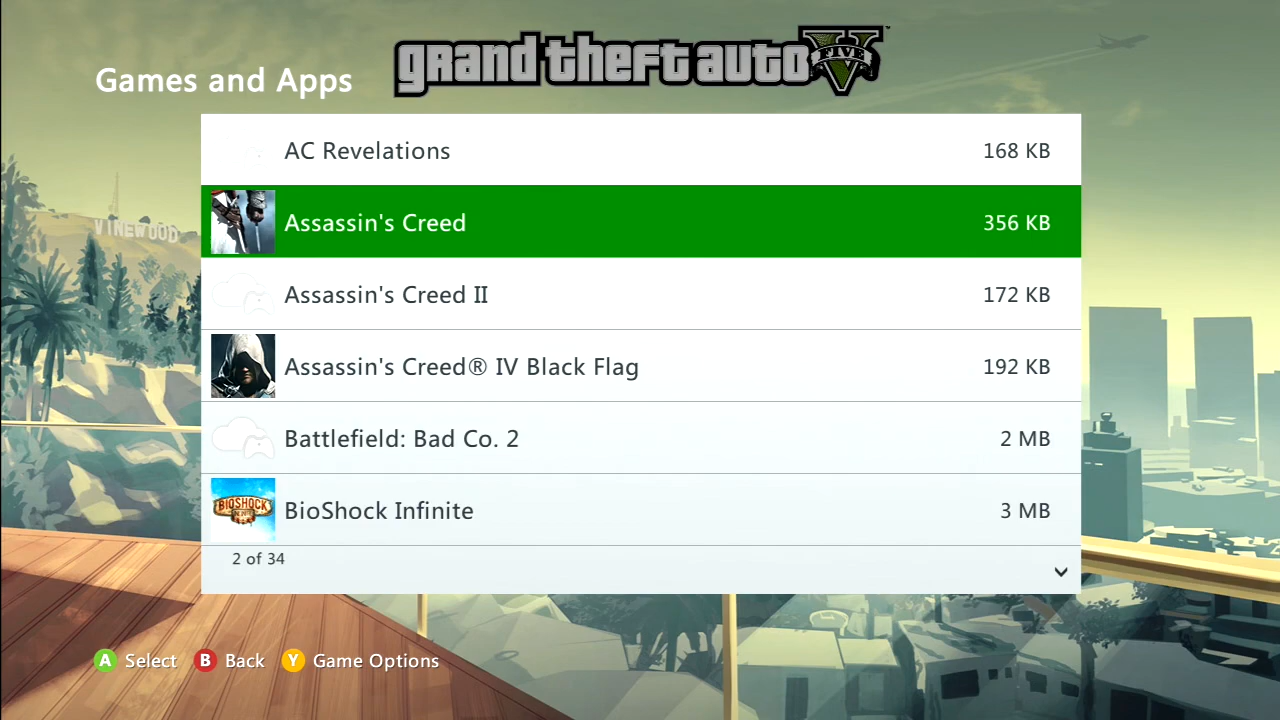 grand theft auto V
FIVE
™
Games and Apps
AC Revelations 168 KB
Assassin's Creed 356 KB
VINEWOOD
Assassin's Creed II 172 KB
Assassin's Creed® IV Black Flag 192 KB
Battlefield: Bad Co. 2 2 MB
BIOSHOCK
BioShock Infinite 3 MB
2 of 34
A Select B Back Y Game Options